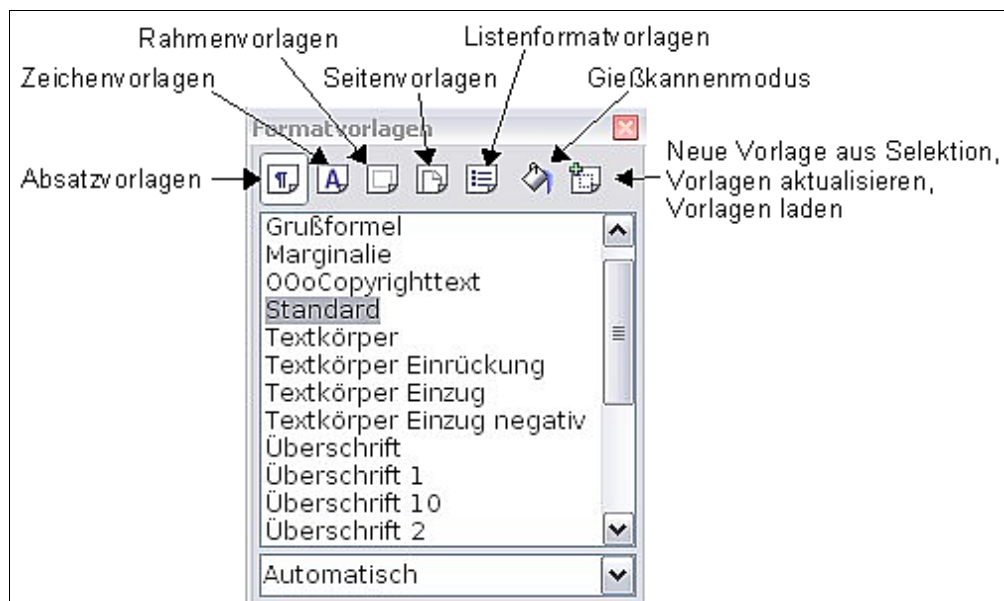 Rahmenvorlagen
Listenformatvorlagen
Zeichenvorlagen
Seitenvorlagen
Gießkannenmodus
Formatvorlagen
Absatzvorlagen
Neue Vorlage aus Selektion,
Vorlagen aktualisieren,
Vorlagen laden
Grußformel
Marginalie
OOoCopyrighttext
Standard
Textkörper
Textkörper Einrückung
Textkörper Einzug
Textkörper Einzug negativ
Überschrift
Überschrift 1
Überschrift 10
Überschrift 2
Automatisch